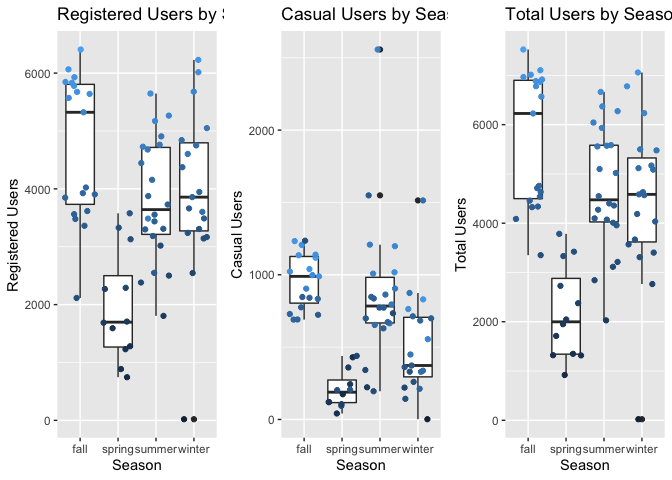 Registered Users by S
Casual Users by Seas
Total Users by Seaso
Registered Users
6000
4000
2000
0
fall spring summer winter
Season
Casual Users
2000
1000
0
fall spring summer winter
Season
Total Users
6000
4000
2000
0
fall spring summer winter
Season